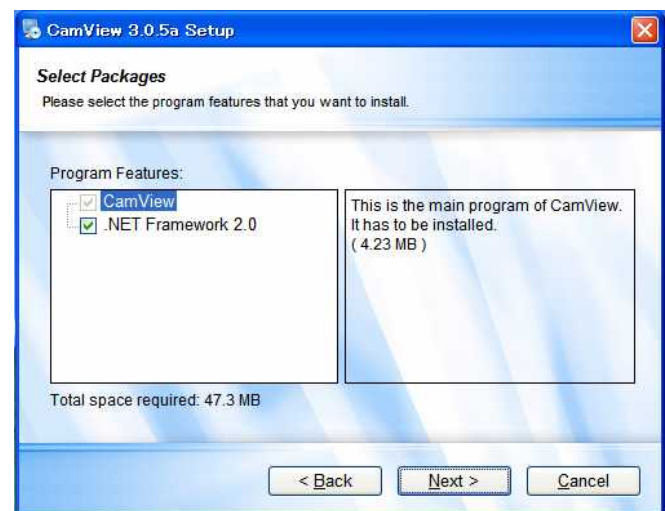 CamView 3.0.5a Setup
Select Packages
Please select the program features that you want to install.
Program Features:
CamView
.NET Framework 2.0
This is the main program of CamView.
It has to be installed.
( 4.23 MB )
Total space required: 47.3 MB
< Back
Next >
Cancel